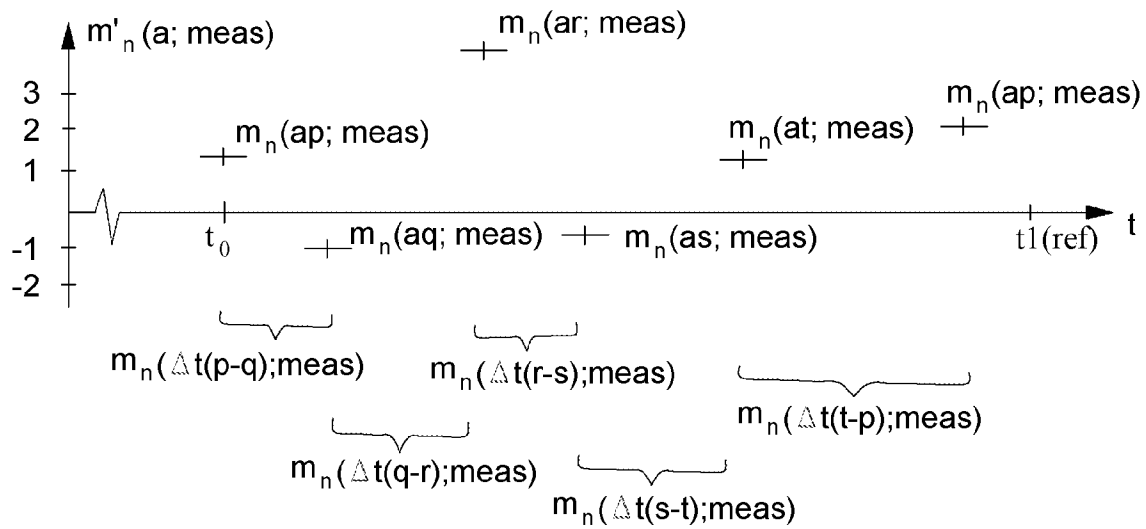 m'n(a; meas)
mn(ar; meas)
3
mn(ap; meas)
2
mn(ap; meas)
mn(at; meas)
1
t0
mn(aq; meas)
mn(as; meas)
t1(ref)
t
-1
-2
mn(Δt(p-q);meas)
mn(Δt(r-s);meas)
mn(Δt(t-p);meas)
mn(Δt(q-r);meas)
mn(Δt(s-t);meas)